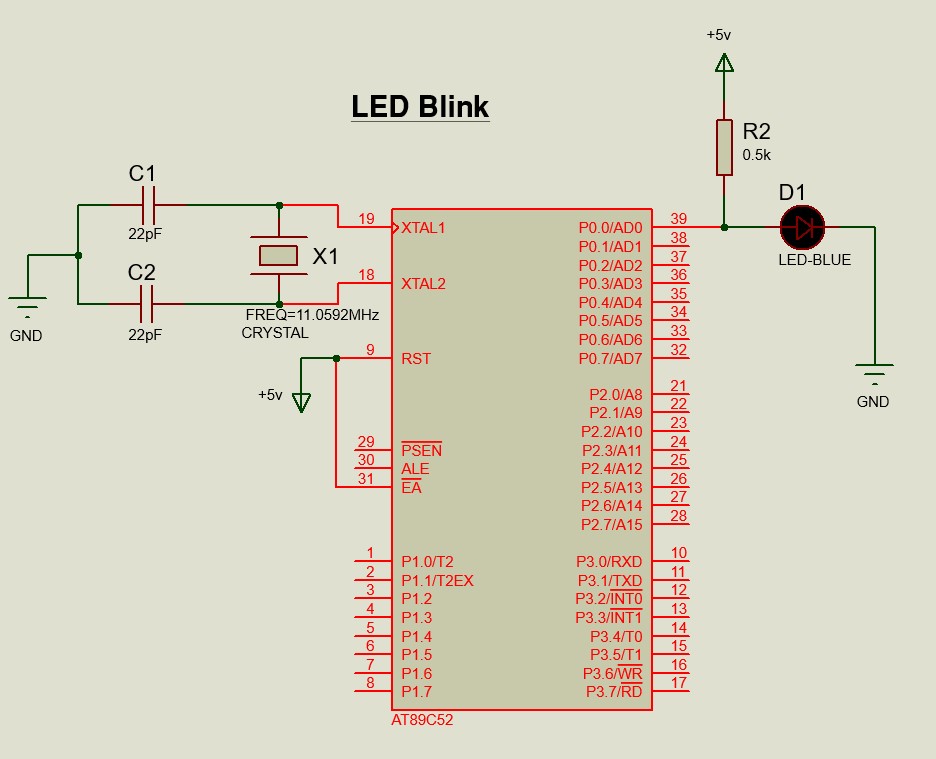 +5v
LED Blink
R2
0.5k
C1
22pF
D1
LED-BLUE
GND
X1
FREQ=11.0592MHz
CRYSTAL
C2
22pF
GND
+5v
19 XTAL1
18 XTAL2
9 RST
29 PSEN
30 ALE
31 EA
1 P1.0/T2
2 P1.1/T2EX
3 P1.2
4 P1.3
5 P1.4
6 P1.5
7 P1.6
8 P1.7
P0.0/AD0 39
P0.1/AD1 38
P0.2/AD2 37
P0.3/AD3 36
P0.4/AD4 35
P0.5/AD5 34
P0.6/AD6 33
P0.7/AD7 32
P2.0/A8 21
P2.1/A9 22
P2.2/A10 23
P2.3/A11 24
P2.4/A12 25
P2.5/A13 26
P2.6/A14 27
P2.7/A15 28
P3.0/RXD 10
P3.1/TXD 11
P3.2/INT0 12
P3.3/INT1 13
P3.4/T0 14
P3.5/T1 15
P3.6/WR 16
P3.7/RD 17
AT89C52